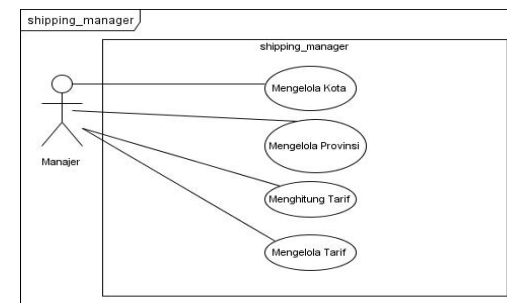 shipping_manager
shipping_manager
Mengelola Kota
Mengelola Provinsi
Manajer
Menghitung Tarif
Mengelola Tarif